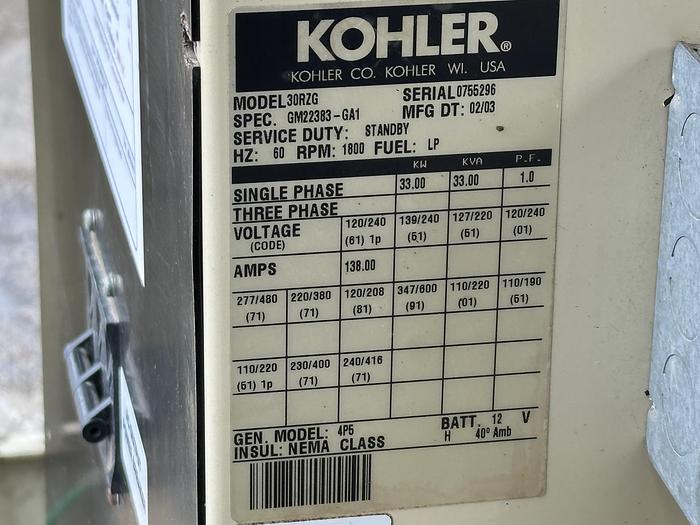 KOHLER®
KOHLER CO. KOHLER WI. USA
MODEL 30RZG SERIAL 0755296
SPEC. GM22383-GA1 MFG DT: 02/03
SERVICE DUTY: STANDBY
HZ: 60 RPM: 1800 FUEL: LP
KW KVA P.F.
SINGLE PHASE 33.00 33.00 1.0
THREE PHASE
VOLTAGE 120/240 139/240 127/220 120/240
(CODE) (61) 1p (51) (51) (01)
AMPS 138.00
277/480 220/380 120/208 347/600 110/220 110/190
(71) (71) (81) (91) (01) (61)
110/220 230/400 240/416
(61) 1p (71) (71)
GEN. MODEL: 4P5 BATT. 12 V
INSUL: NEMA CLASS H 40° Amb